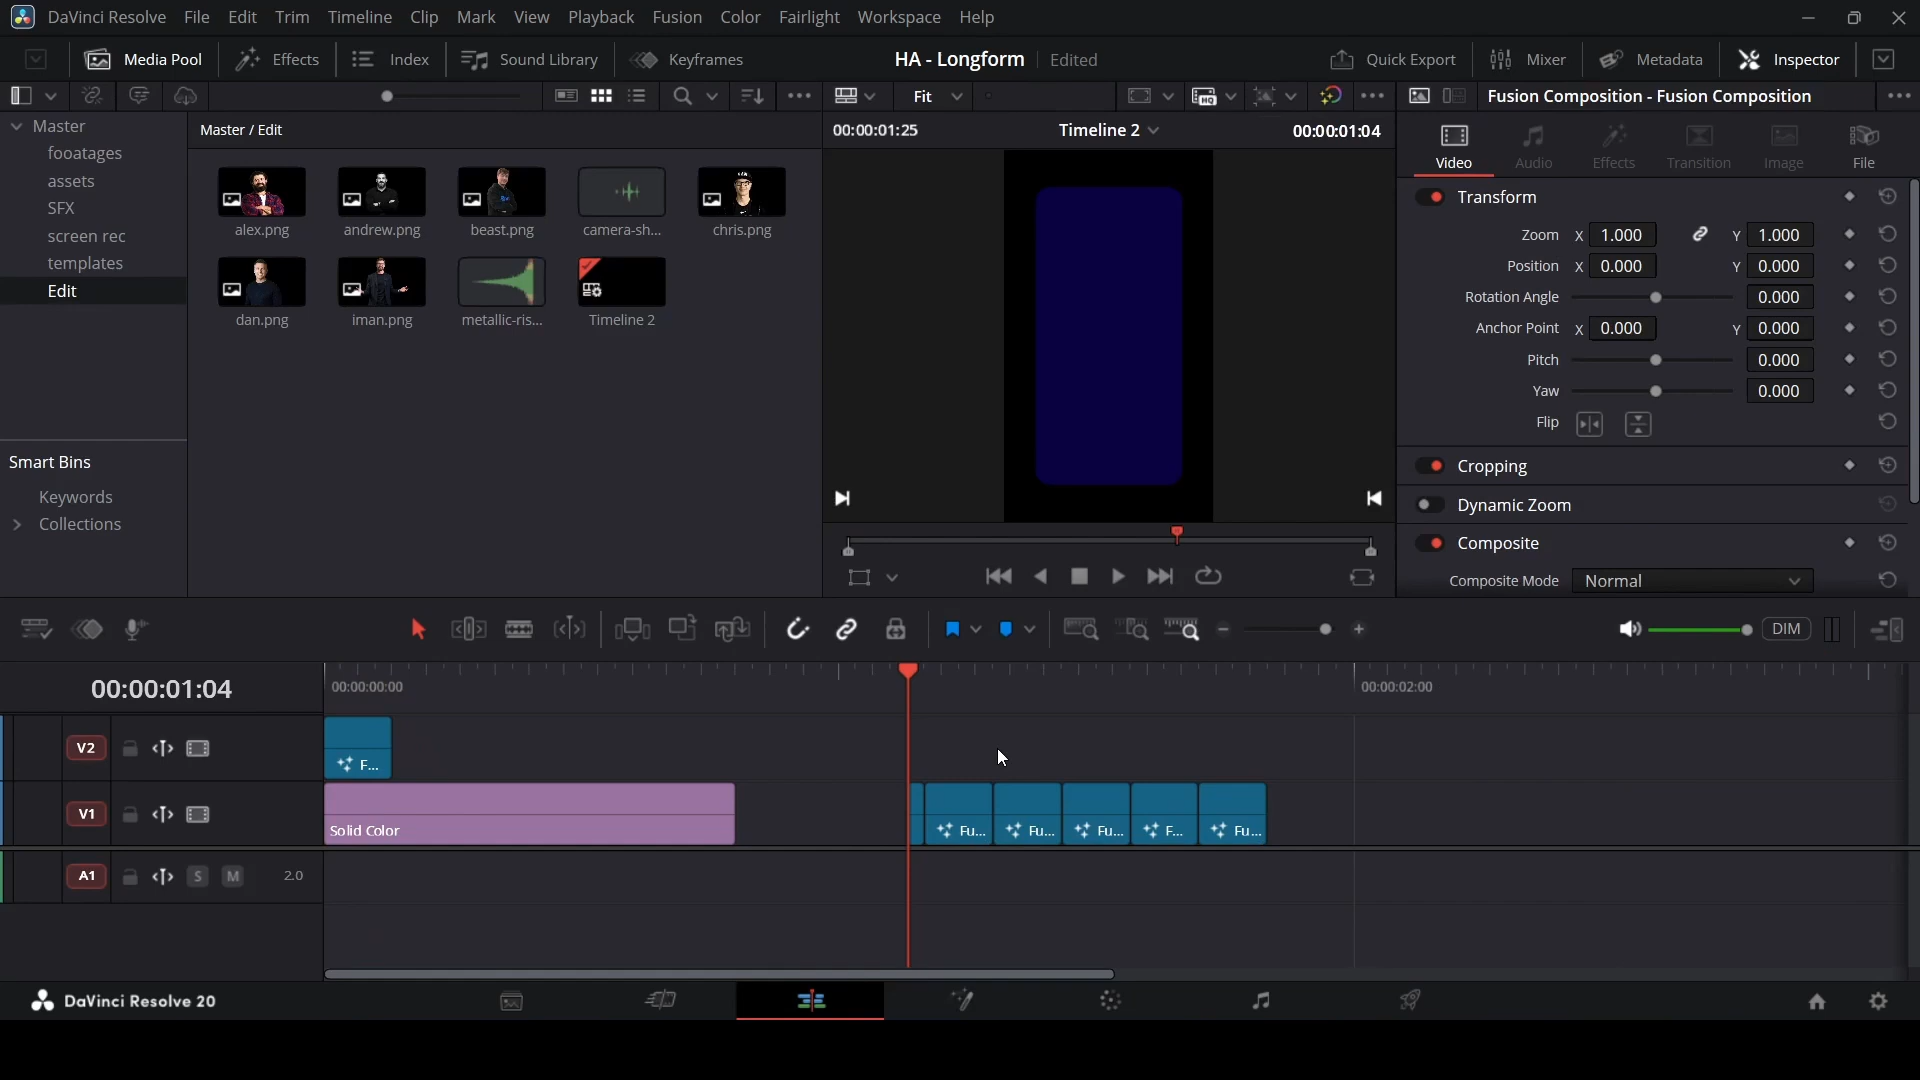 DaVinci Resolve File Edit Trim Timeline Clip Mark View Playback Fusion Color Fairlight Workspace Help
Media Pool Effects Index Sound Library Keyframes HA - Longform Edited Quick Export Mixer Metadata Inspector
Fit HQ Fusion Composition - Fusion Composition
Master
Master / Edit
00:00:01:25 Timeline 2 00:00:01:04
fooatages
assets
SFX
screen rec
templates
Edit
alex.png andrew.png beast.png camera-sh... chris.png
dan.png iman.png metallic-ris... Timeline 2
Smart Bins
Keywords
Collections
Video Audio Effects Transition Image File
Transform
Zoom X 1.000 Y 1.000
Position X 0.000 Y 0.000
Rotation Angle 0.000
Anchor Point X 0.000 Y 0.000
Pitch 0.000
Yaw 0.000
Flip
Cropping
Dynamic Zoom
Composite
Composite Mode Normal
DIM
00:00:01:04 00:00:00:00 00:00:02:00
V2 F...
V1 Solid Color Fu... Fu... Fu... F... Fu...
A1 S M 2.0
DaVinci Resolve 20